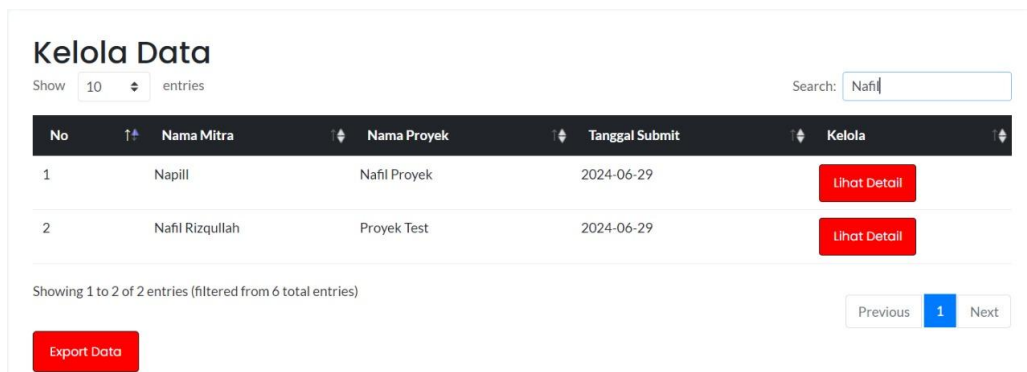 Kelola Data
Show 10 entries Search: Nafil
No Nama Mitra Nama Proyek Tanggal Submit Kelola
1 Napill Nafil Proyek 2024-06-29 Lihat Detail
2 Nafil Rizqullah Proyek Test 2024-06-29 Lihat Detail
Showing 1 to 2 of 2 entries (filtered from 6 total entries)
Previous 1 Next
Export Data